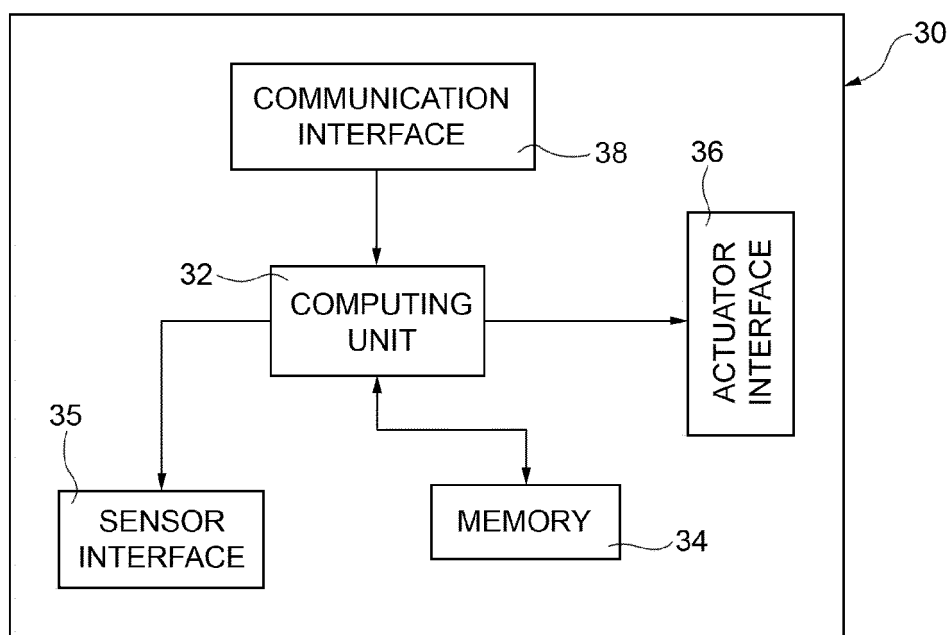 30
COMMUNICATION
INTERFACE
38
36
ACTUATOR
INTERFACE
32
COMPUTING
UNIT
35
SENSOR
INTERFACE
MEMORY
34